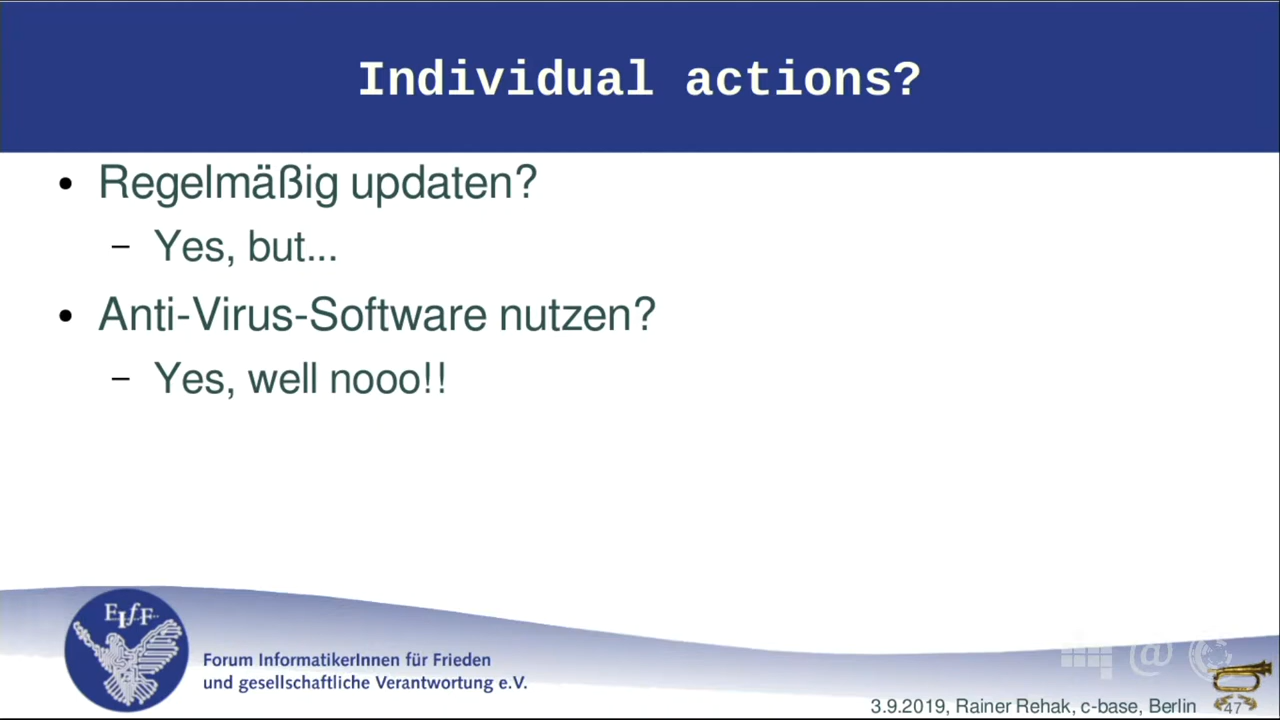 Individual actions?
• Regelmäßig updaten?
– Yes, but...
• Anti-Virus-Software nutzen?
– Yes, well nooo!!
FIfF e.V.
Forum InformatikerInnen für Frieden
und gesellschaftliche Verantwortung e.V.
@
3.9.2019, Rainer Rehak, c-base, Berlin
47